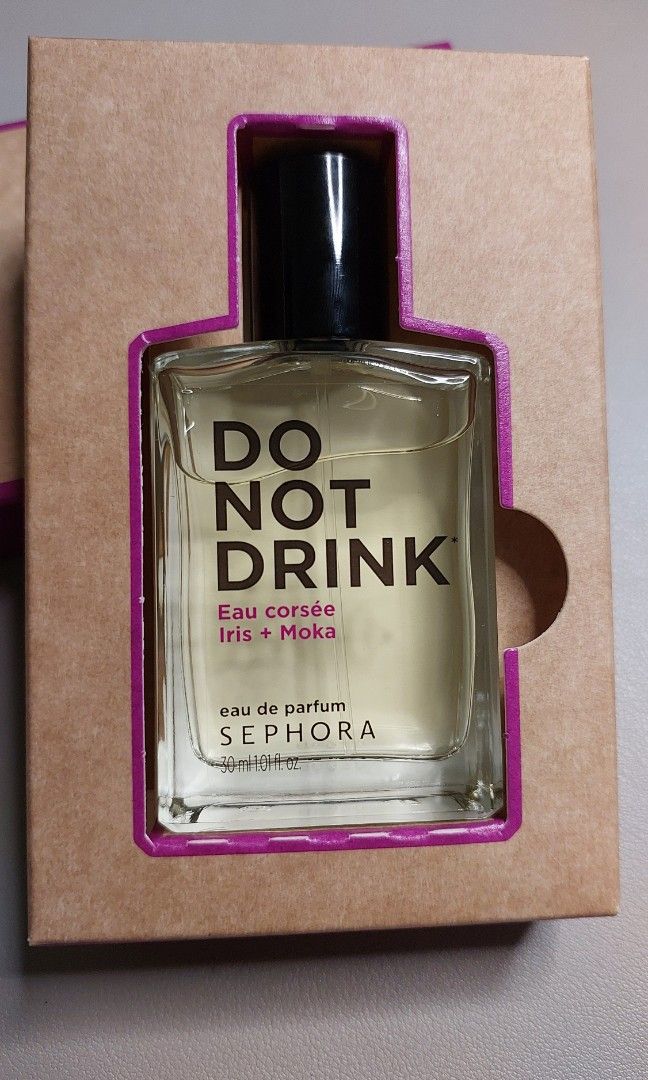 DO
NOT
DRINK*
Eau corsée
Iris + Moka
eau de parfum
SEPHORA
30 ml 1.01 fl. oz.